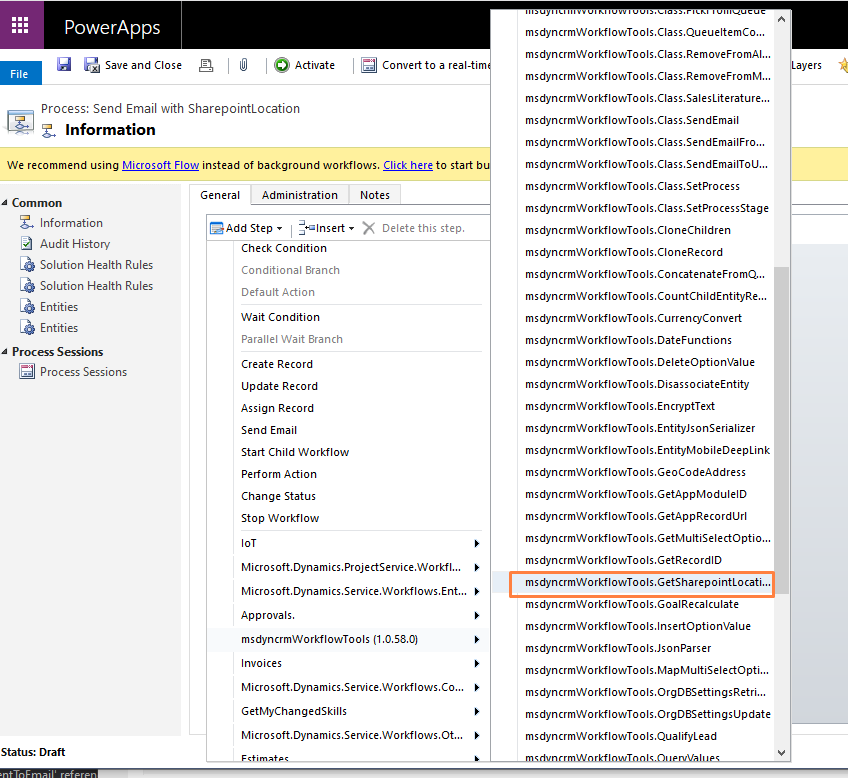 PowerApps
File
Save and Close
Activate
Convert to a real-time
Layers
Process: Send Email with SharepointLocation
Information
We recommend using Microsoft Flow instead of background workflows. Click here to start bu
Common
Information
Audit History
Solution Health Rules
Solution Health Rules
Entities
Entities
Process Sessions
Process Sessions
General
Administration
Notes
Add Step
Insert
Delete this step.
Check Condition
Conditional Branch
Default Action
Wait Condition
Parallel Wait Branch
Create Record
Update Record
Assign Record
Send Email
Start Child Workflow
Perform Action
Change Status
Stop Workflow
IoT
Microsoft.Dynamics.ProjectService.Workfl...
Microsoft.Dynamics.Service.Workflows.Ent...
Approvals.
msdyncrmWorkflowTools (1.0.58.0)
Invoices
Microsoft.Dynamics.Service.Workflows.Co...
GetMyChangedSkills
Microsoft.Dynamics.Service.Workflows.Ot...
Estimates
msdyncrmWorkflowTools.Class.PickFromQueue
msdyncrmWorkflowTools.Class.QueueItemCo...
msdyncrmWorkflowTools.Class.RemoveFromAl...
msdyncrmWorkflowTools.Class.RemoveFromM...
msdyncrmWorkflowTools.Class.SalesLiterature...
msdyncrmWorkflowTools.Class.SendEmail
msdyncrmWorkflowTools.Class.SendEmailFro...
msdyncrmWorkflowTools.Class.SendEmailToU...
msdyncrmWorkflowTools.Class.SetProcess
msdyncrmWorkflowTools.Class.SetProcessStage
msdyncrmWorkflowTools.CloneChildren
msdyncrmWorkflowTools.CloneRecord
msdyncrmWorkflowTools.ConcatenateFromQ...
msdyncrmWorkflowTools.CountChildEntityRe...
msdyncrmWorkflowTools.CurrencyConvert
msdyncrmWorkflowTools.DateFunctions
msdyncrmWorkflowTools.DeleteOptionValue
msdyncrmWorkflowTools.DisassociateEntity
msdyncrmWorkflowTools.EncryptText
msdyncrmWorkflowTools.EntityJsonSerializer
msdyncrmWorkflowTools.EntityMobileDeepLink
msdyncrmWorkflowTools.GeoCodeAddress
msdyncrmWorkflowTools.GetAppModuleID
msdyncrmWorkflowTools.GetAppRecordUrl
msdyncrmWorkflowTools.GetMultiSelectOptio...
msdyncrmWorkflowTools.GetRecordID
msdyncrmWorkflowTools.GetSharepointLocati...
msdyncrmWorkflowTools.GoalRecalculate
msdyncrmWorkflowTools.InsertOptionValue
msdyncrmWorkflowTools.JsonParser
msdyncrmWorkflowTools.MapMultiSelectOpti...
msdyncrmWorkflowTools.OrgDBSettingsRetri...
msdyncrmWorkflowTools.OrgDBSettingsUpdate
msdyncrmWorkflowTools.QualifyLead
msdyncrmWorkflowTools.QueryValues
Status: Draft
entToEmail' referen